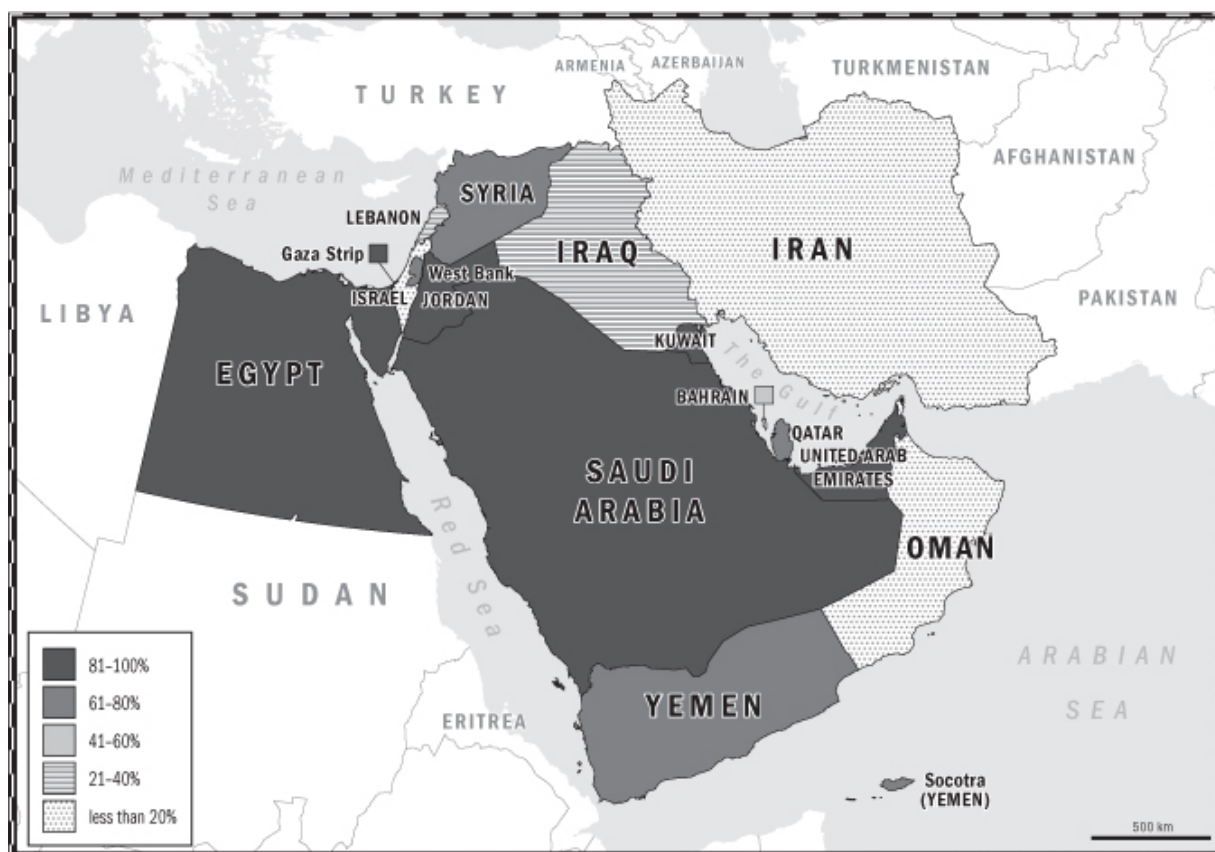 ARMENIA
AZERBAIJAN
TURKMENISTAN
TURKEY
AFGHANISTAN
Mediterranean
Sea
SYRIA
LEBANON
IRAQ
IRAN
Gaza Strip
West Bank
ISRAEL
JORDAN
PAKISTAN
LIBYA
KUWAIT
The Gulf
EGYPT
BAHRAIN
QATAR
UNITED ARAB
EMIRATES
SAUDI
ARABIA
Red Sea
OMAN
SUDAN
81–100%
61–80%
41–60%
21–40%
less than 20%
ARABIAN
SEA
YEMEN
ERITREA
Socotra
(YEMEN)
500 km